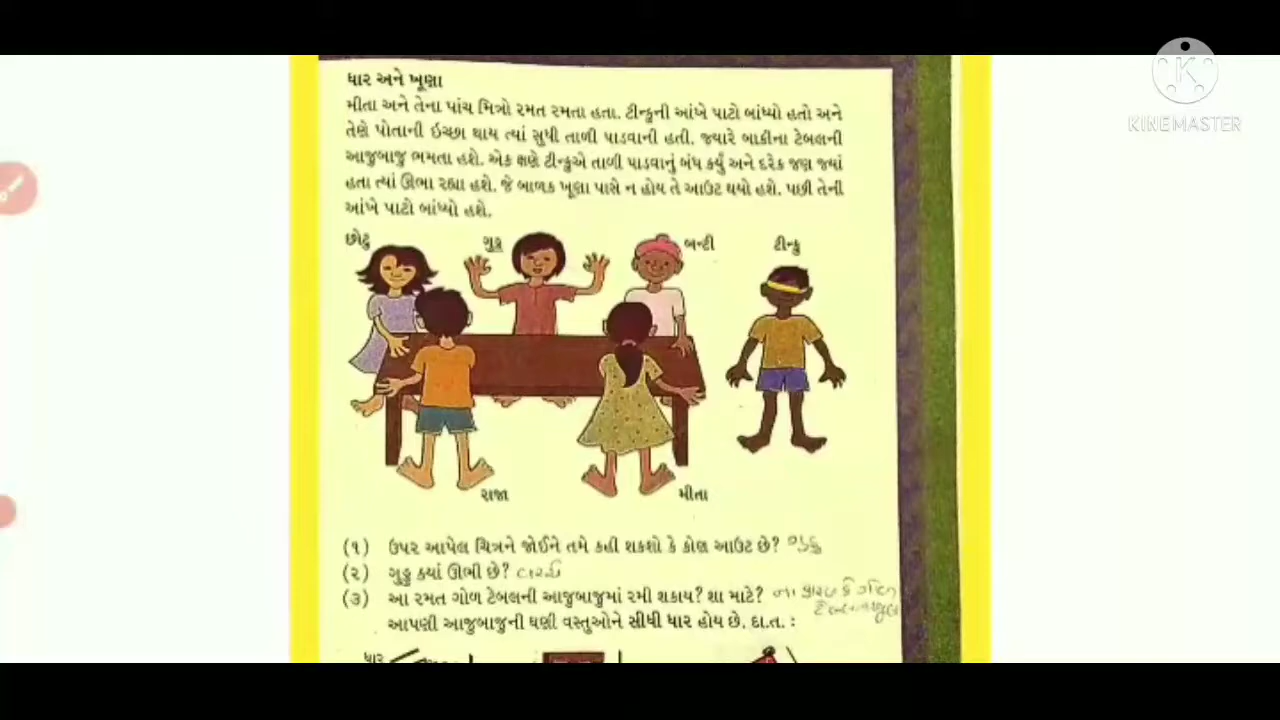 KINEMASTER
ધાર અને ખૂણા
મીતા અને તેના પાંચ મિત્રો રમત રમતા હતા. ટીન્કુની આંખે પાટો બાંધ્યો હતો અને
તેણે પોતાની ઇચ્છા થાય ત્યાં સુધી તાળી પાડવાની હતી. જ્યારે બાકીના ટેબલની
આજુબાજુ ભમતા હશે. એક ક્ષણે ટીન્કુએ તાળી પાડવાનું બંધ કર્યું અને દરેક જણ જ્યાં
હતા ત્યાં ઊભા રહ્યા હશે. જે બાળક ખૂણા પાસે ન હોય તે આઉટ થયો હશે. પછી તેની
આંખે પાટો બાંધ્યો હશે.
છોટુ ગુડ્ડુ બન્ટી ટીન્કુ
રાજા મીતા
(૧) ઉપર આપેલ ચિત્રને જોઈને તમે કહી શકશો કે કોણ આઉટ છે? ગુડ્ડુ
(૨) ગુડ્ડુ ક્યાં ઊભી છે? વચ્ચે
(૩) આ રમત ગોળ ટેબલની આજુબાજુમાં રમી શકાય? શા માટે? ના કારણ કે ગોળ
આપણી આજુબાજુની ઘણી વસ્તુઓને સીધી ધાર હોય છે. દા.ત. :
ધાર